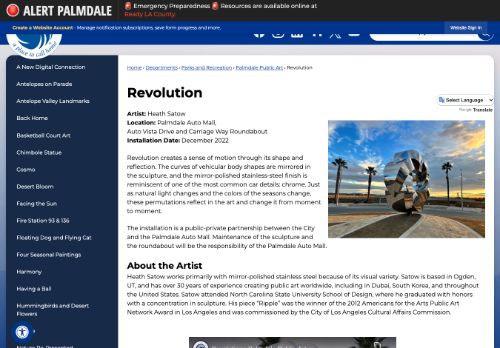 ALERT PALMDALE
🚨 Emergency Preparedness 🚨 Resources are available online at
Ready LA County.
Create a Website Account - Manage notification subscriptions, save form progress and more.
Website Sign In
a place to call home
A New Digital Connection
Antelopes on Parade
Antelope Valley Landmarks
Back Home
Basketball Court Art
Chimbole Statue
Cosmo
Desert Bloom
Facing the Sun
Fire Station 93 & 136
Floating Dog and Flying Cat
Four Seasonal Paintings
Harmony
Having a Ball
Hummingbirds and Desert
Flowers
Home › Departments › Parks and Recreation › Palmdale Public Art › Revolution
Revolution
Select Language
Google Translate
Artist: Heath Satow
Location: Palmdale Auto Mall,
Auto Vista Drive and Carriage Way Roundabout
Installation Date: December 2022
Revolution creates a sense of motion through its shape and
reflection. The curves of vehicular body shapes are mirrored in
the sculpture, and the mirror-polished stainless-steel finish is
reminiscent of one of the most common car details: chrome. Just
as natural light changes and the colors of the seasons change,
these permutations reflect in the art and change it from moment
to moment.
The installation is a public-private partnership between the City
and the Palmdale Auto Mall. Maintenance of the sculpture and
the roundabout will be the responsibility of the Palmdale Auto Mall.
About the Artist
Heath Satow works primarily with mirror-polished stainless steel because of its visual variety. Satow is based in Ogden,
UT, and has over 30 years of experience creating public art worldwide, including in Dubai, South Korea, and throughout
the United States. Satow attended North Carolina State University School of Design, where he graduated with honors
with a concentration in sculpture. His piece "Ripple" was the winner of the 2012 Americans for the Arts Public Art
Network Award in Los Angeles and was commissioned by the City of Los Angeles Cultural Affairs Commission.